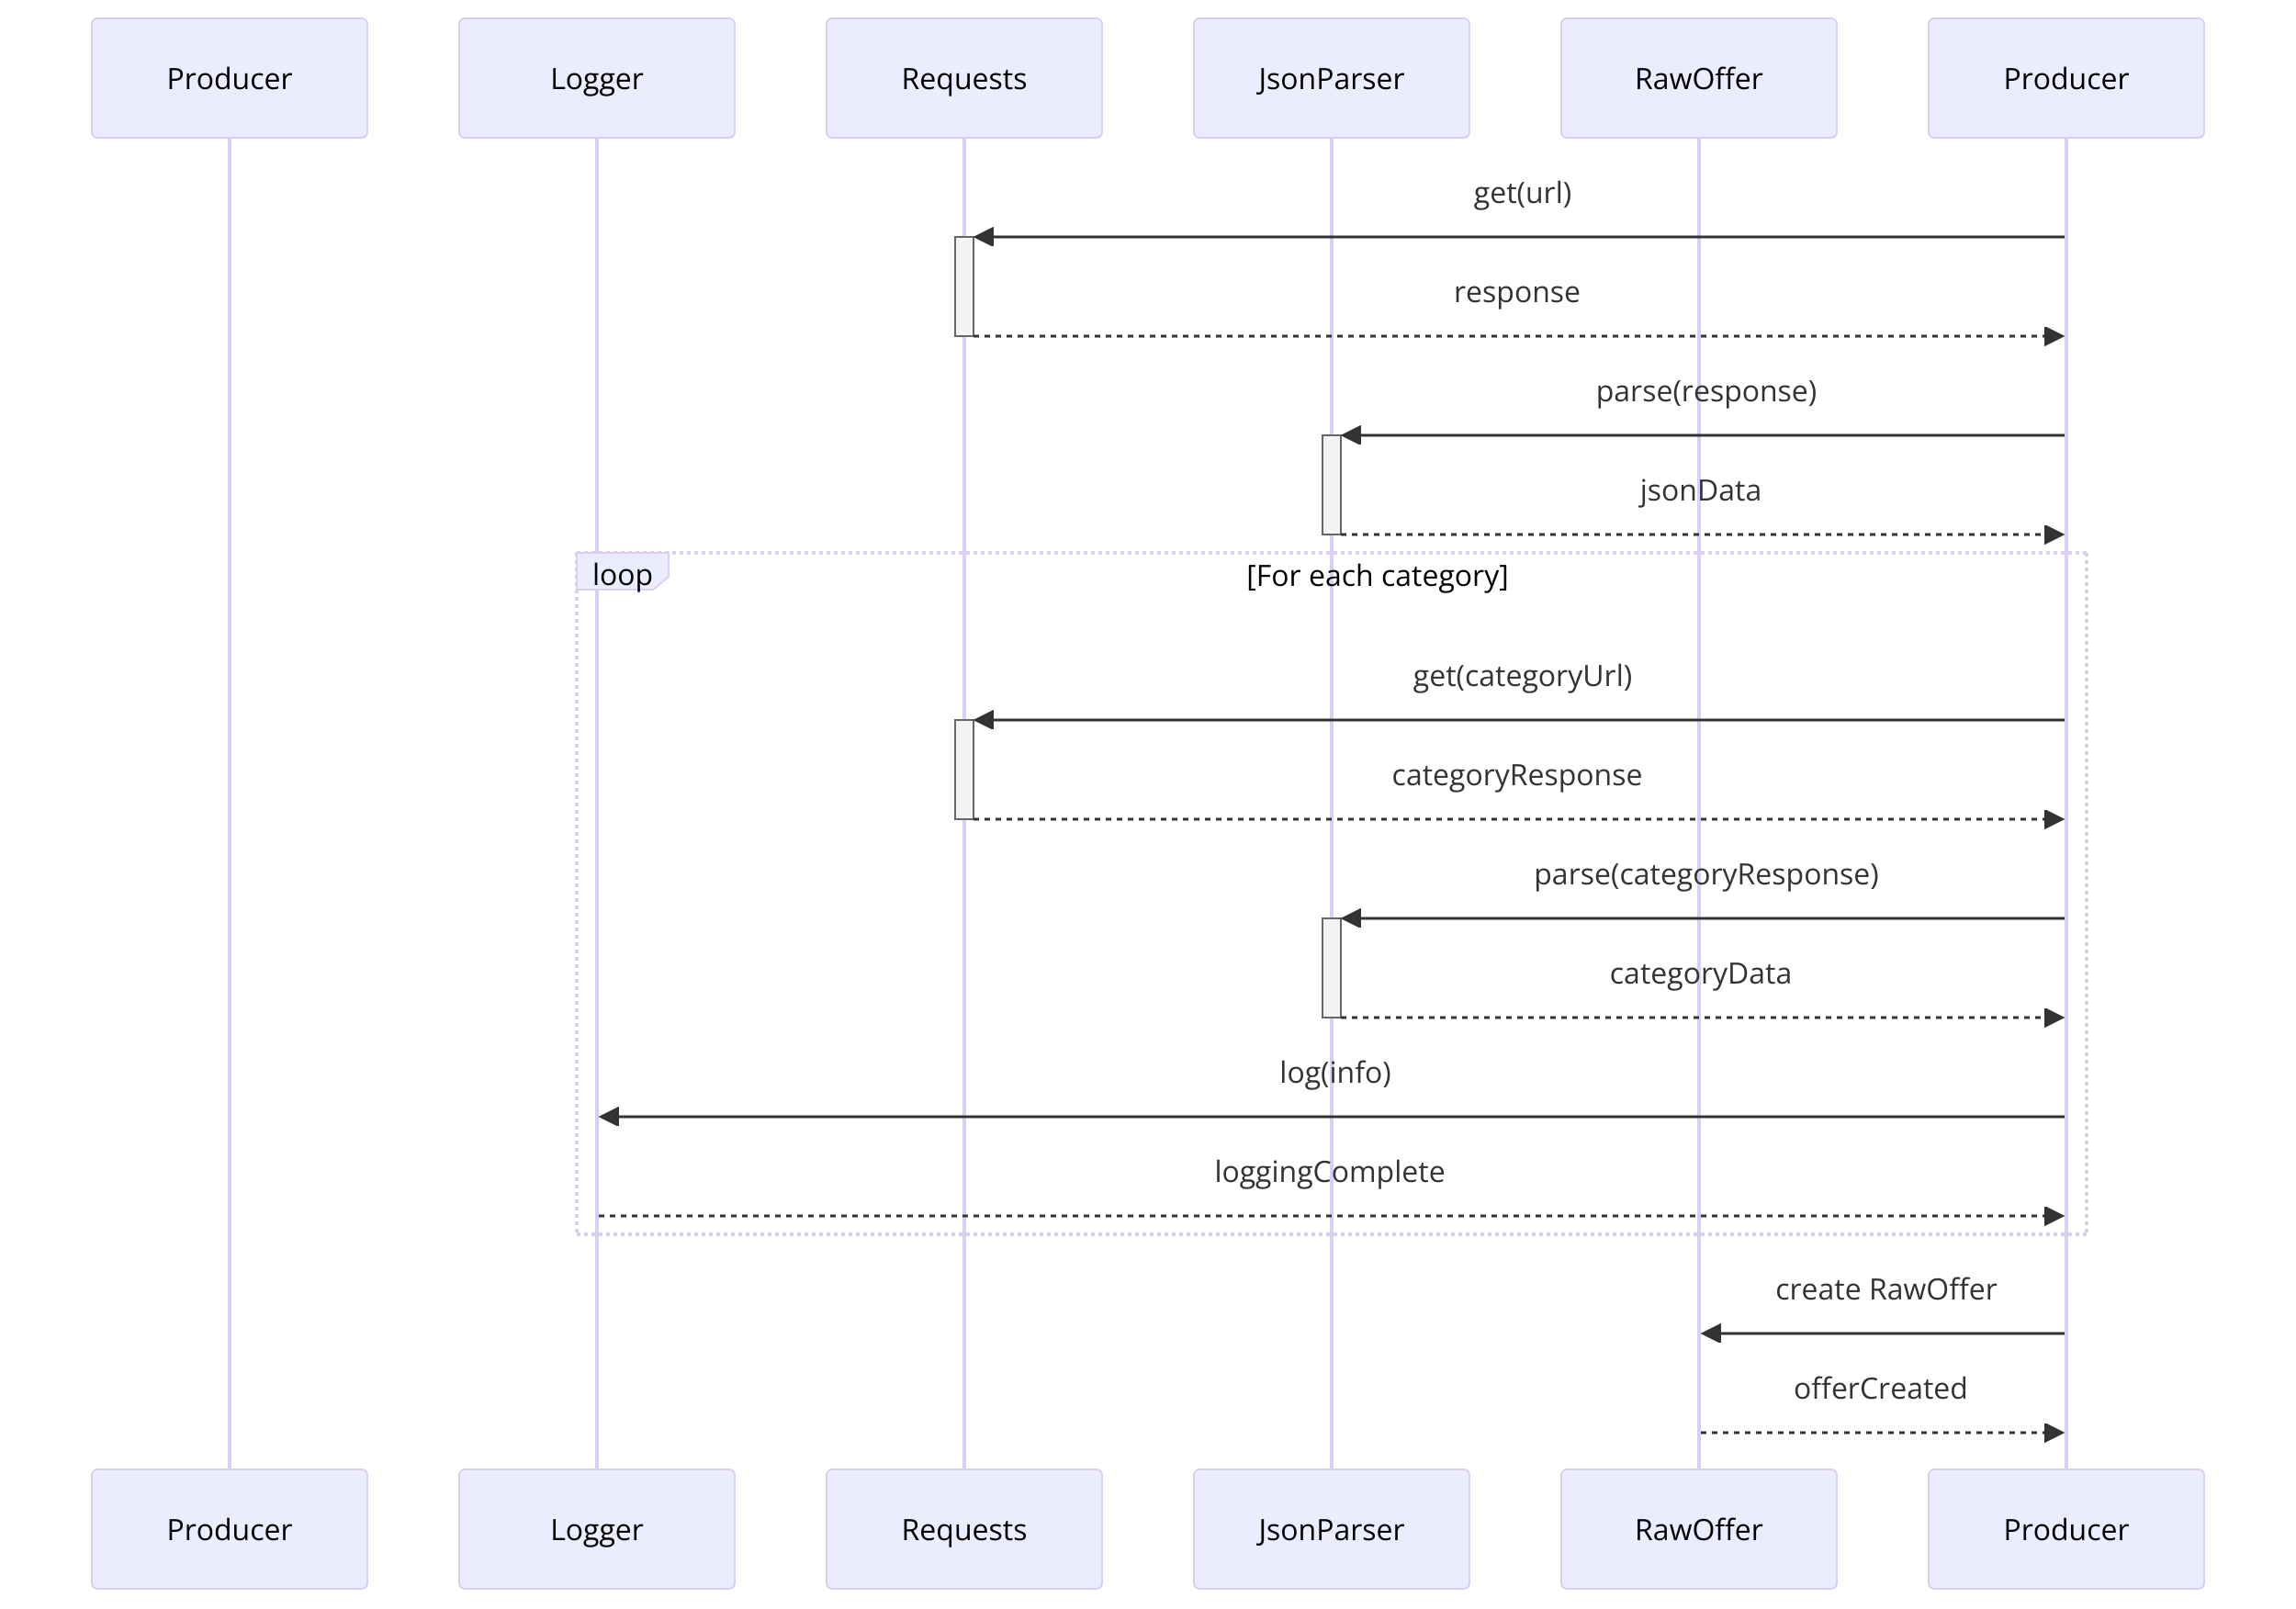 Producer
Logger
Requests
JsonParser
RawOffer
Producer
get(url)
response
parse(response)
jsonData
loop
[For each category]
get(categoryUrl)
categoryResponse
parse(categoryResponse)
categoryData
log(info)
loggingComplete
create RawOffer
offerCreated
Producer
Logger
Requests
JsonParser
RawOffer
Producer